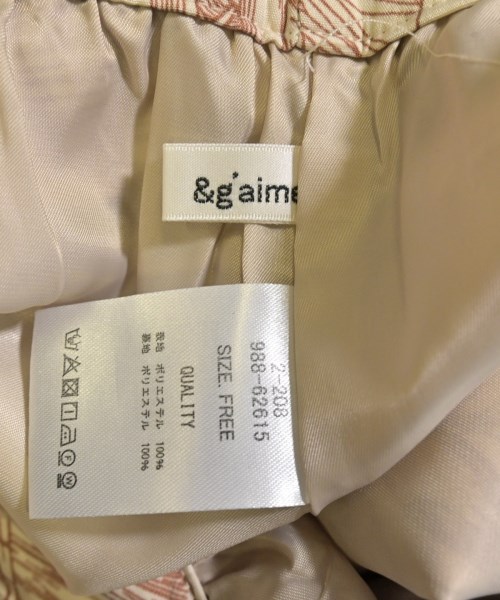 &g'aime
2-208
988-62615
SIZE. FREE
QUALITY
表地 ポリエステル 100%
裏地 ポリエステル 100%